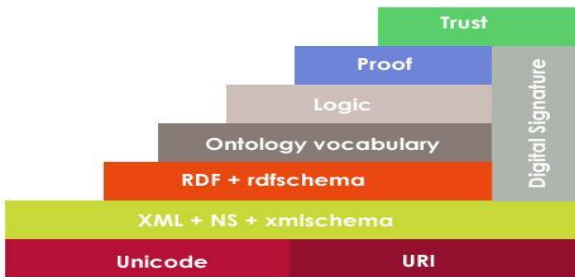 Trust
Proof
Logic
Ontology vocabulary
RDF + rdfschema
XML + NS + xmlschema
Unicode
URI
Digital Signature